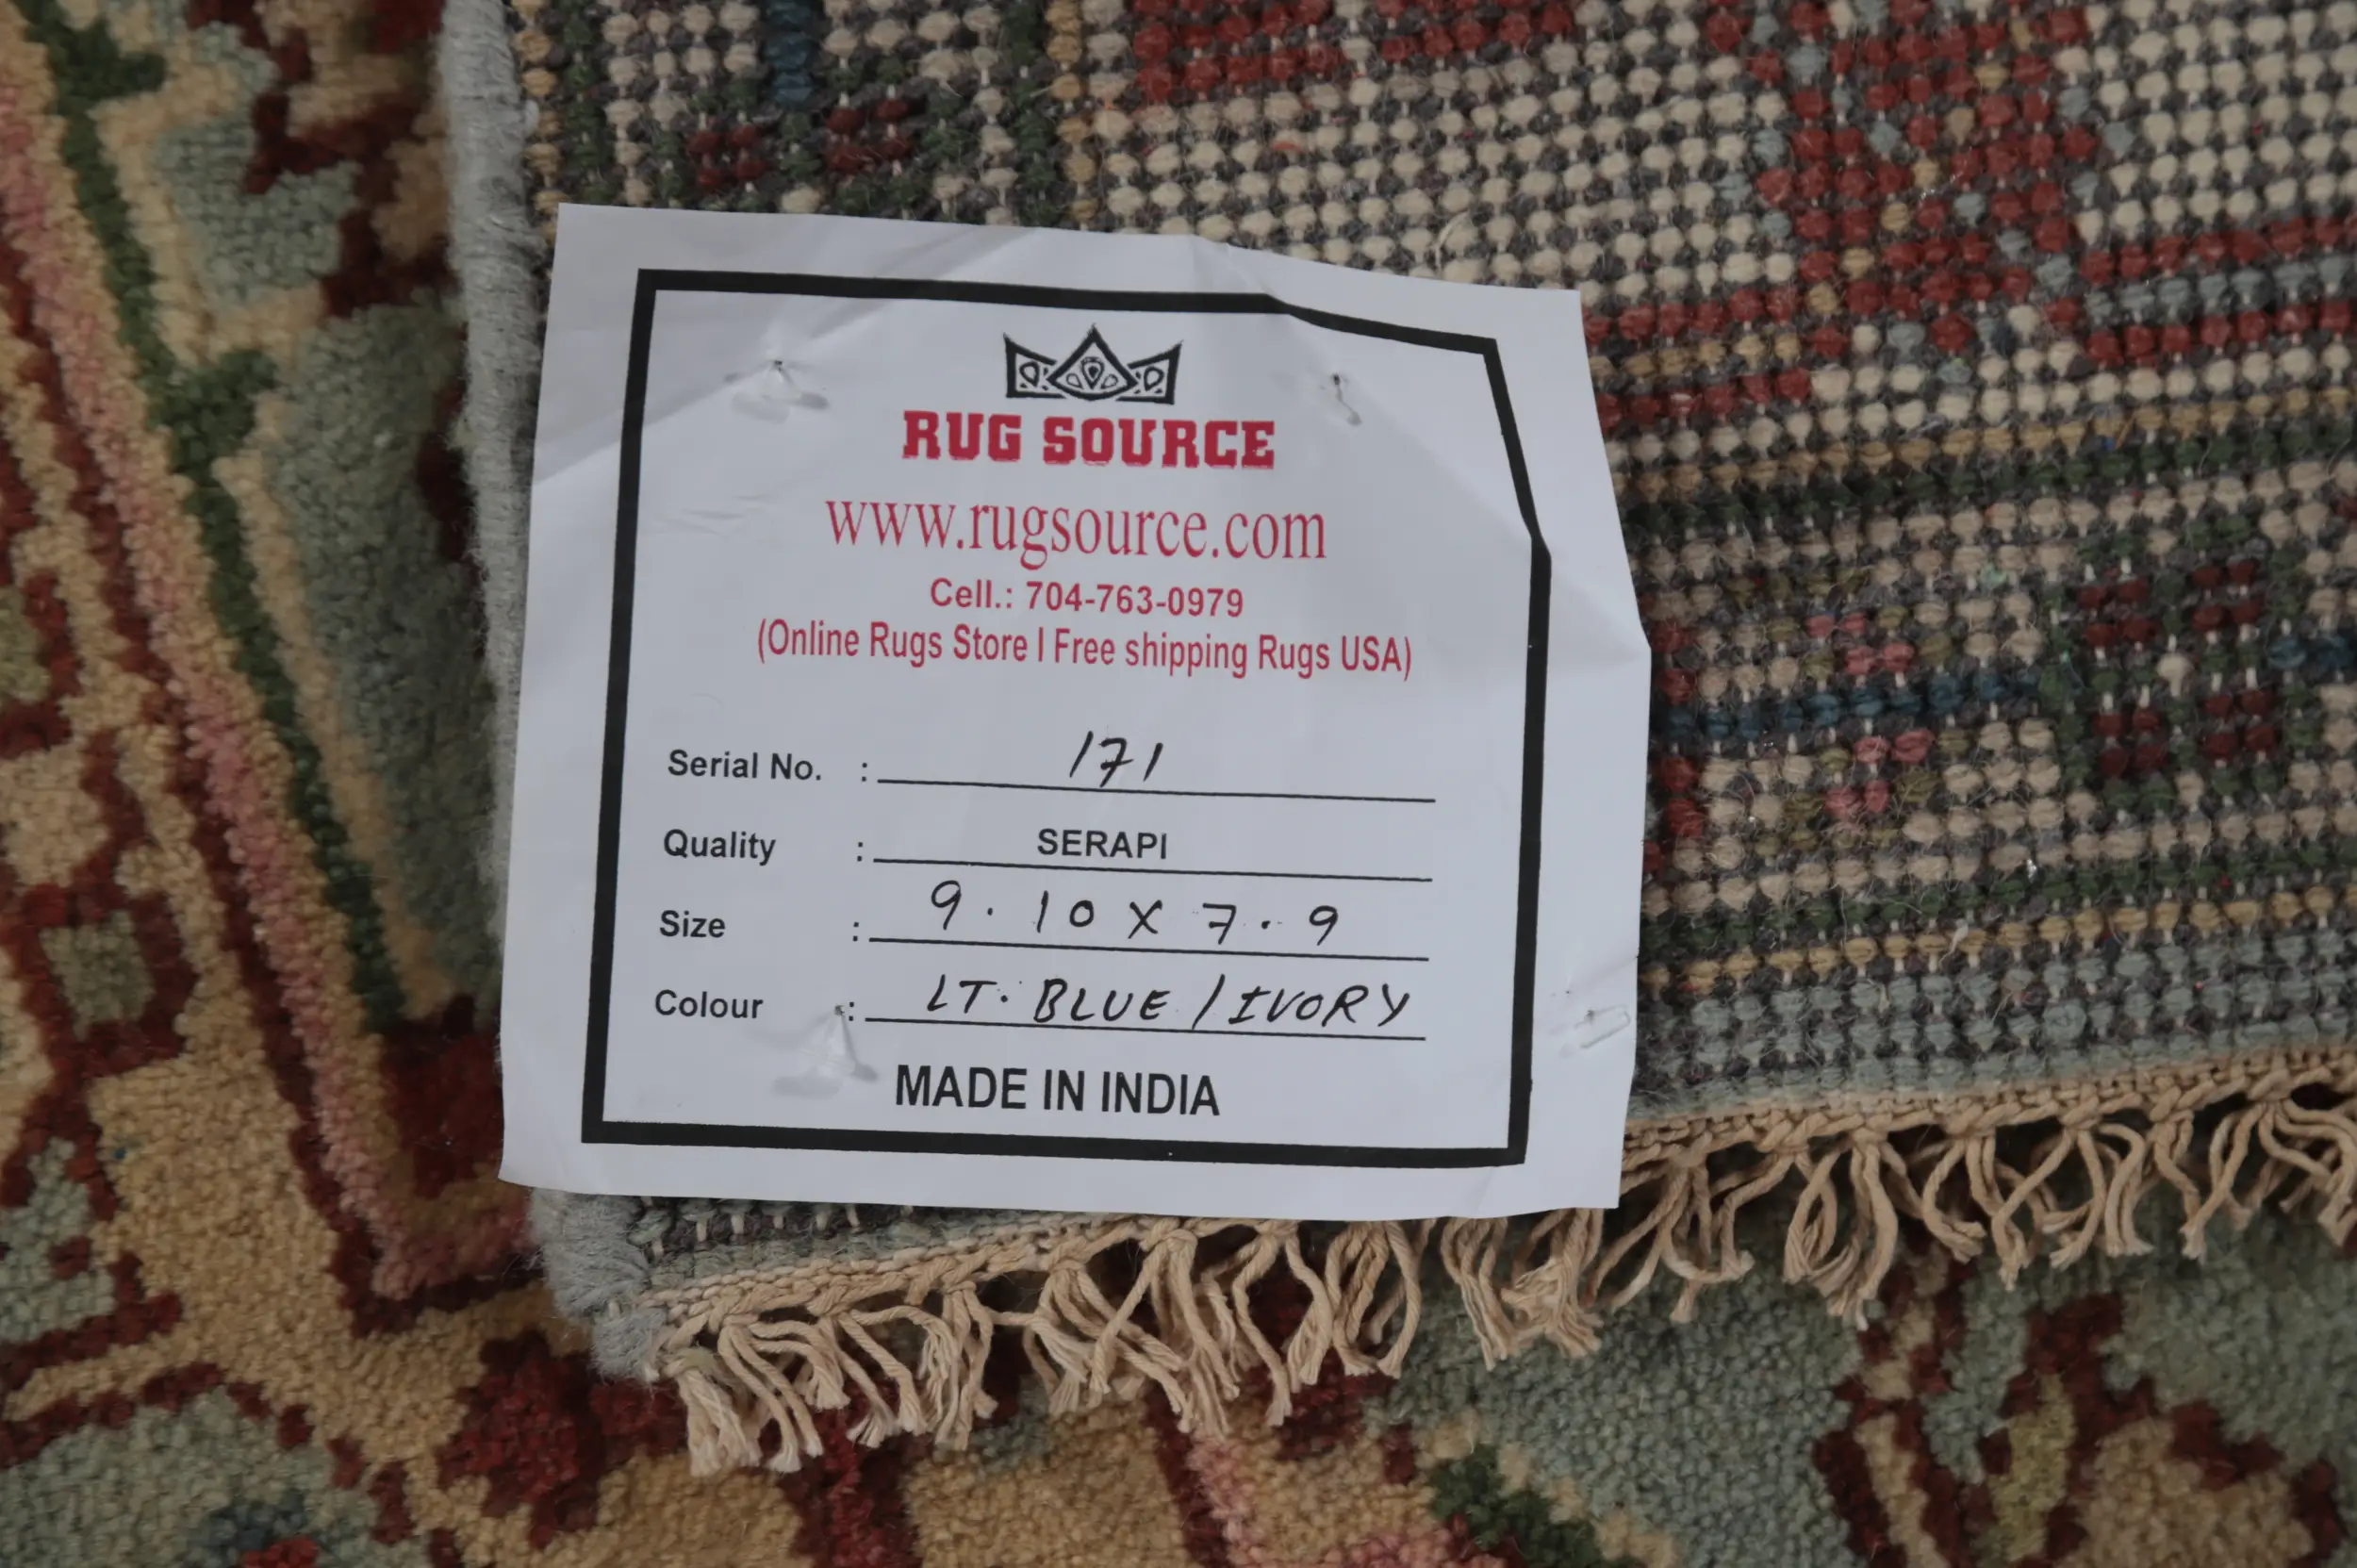 RUG SOURCE
www.rugsource.com
Cell.: 704-763-0979
(Online Rugs Store I Free shipping Rugs USA)
Serial No. : 171
Quality : SERAPI
Size : 9.10 X 7.9
Colour : LT. BLUE / IVORY
MADE IN INDIA